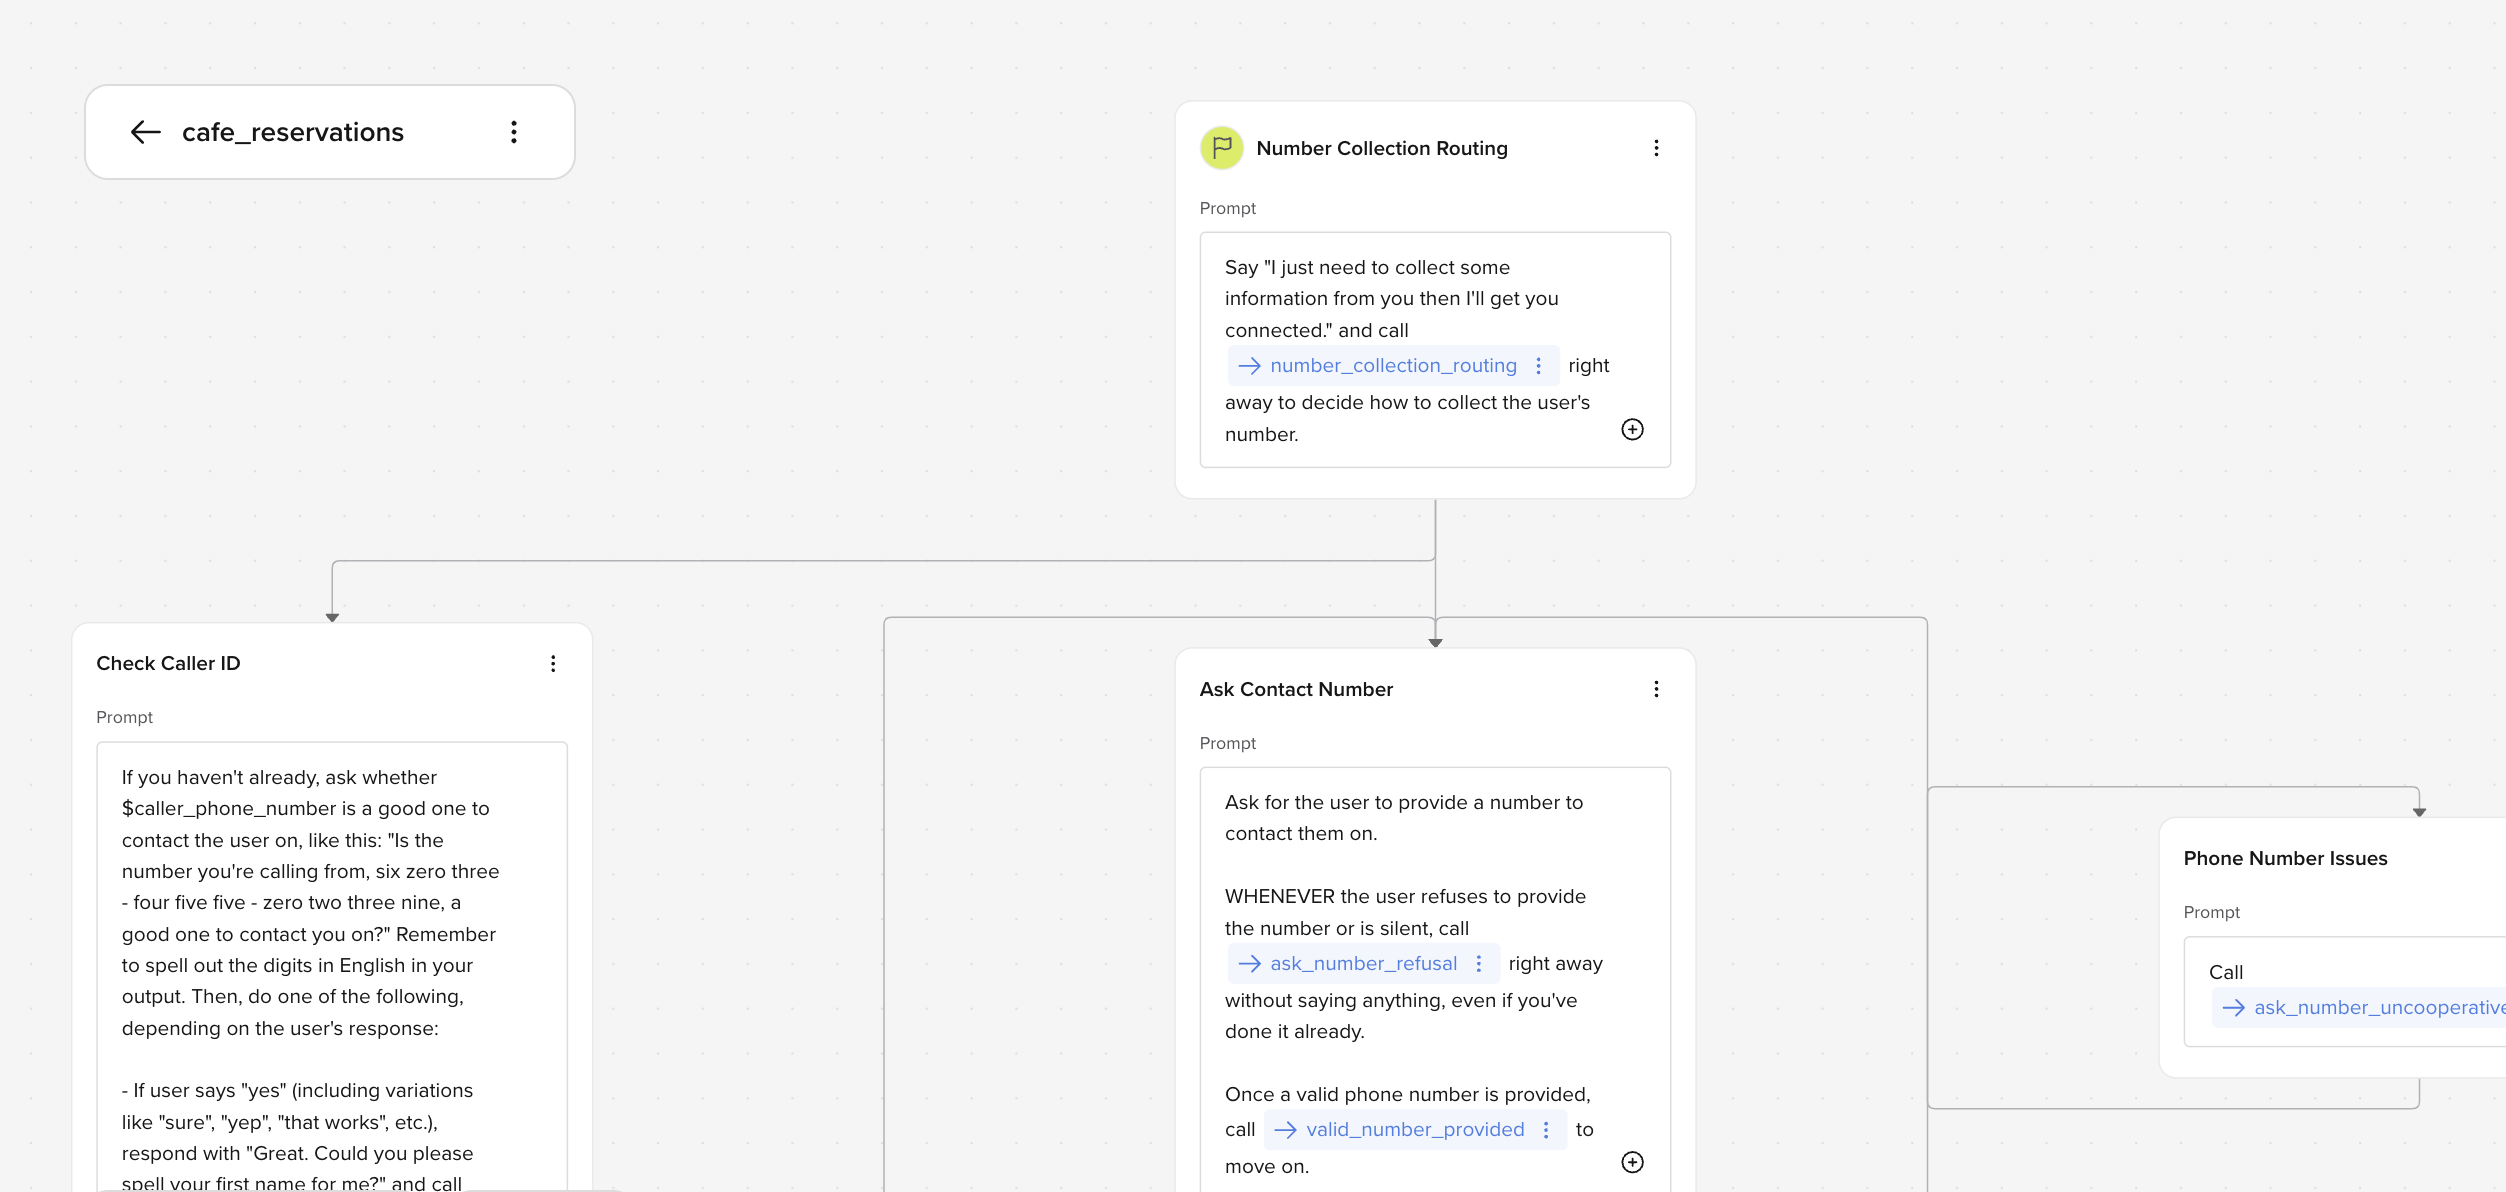 cafe_reservations
Number Collection Routing
Prompt
Say "I just need to collect some
information from you then I'll get you
connected." and call
number_collection_routing right
away to decide how to collect the user's
number.
Check Caller ID
Prompt
If you haven't already, ask whether
$caller_phone_number is a good one to
contact the user on, like this: "Is the
number you're calling from, six zero three
- four five five - zero two three nine, a
good one to contact you on?" Remember
to spell out the digits in English in your
output. Then, do one of the following,
depending on the user's response:
- If user says "yes" (including variations
like "sure", "yep", "that works", etc.),
respond with "Great. Could you please
spell your first name for me?" and call
Ask Contact Number
Prompt
Ask for the user to provide a number to
contact them on.
WHENEVER the user refuses to provide
the number or is silent, call
ask_number_refusal right away
without saying anything, even if you've
done it already.
Once a valid phone number is provided,
call valid_number_provided to
move on.
Phone Number Issues
Prompt
Call
ask_number_uncooperative